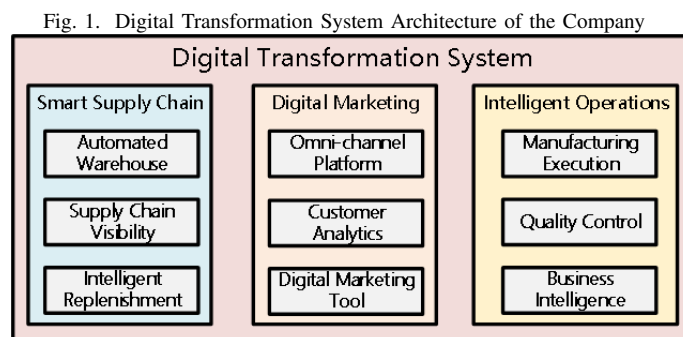 Fig. 1. Digital Transformation System Architecture of the Company
Digital Transformation System
Smart Supply Chain
Automated
Warehouse
Supply Chain
Visibility
Intelligent
Replenishment
Digital Marketing
Omni-channel
Platform
Customer
Analytics
Digital Marketing
Tool
Intelligent Operations
Manufacturing
Execution
Quality Control
Business
Intelligence